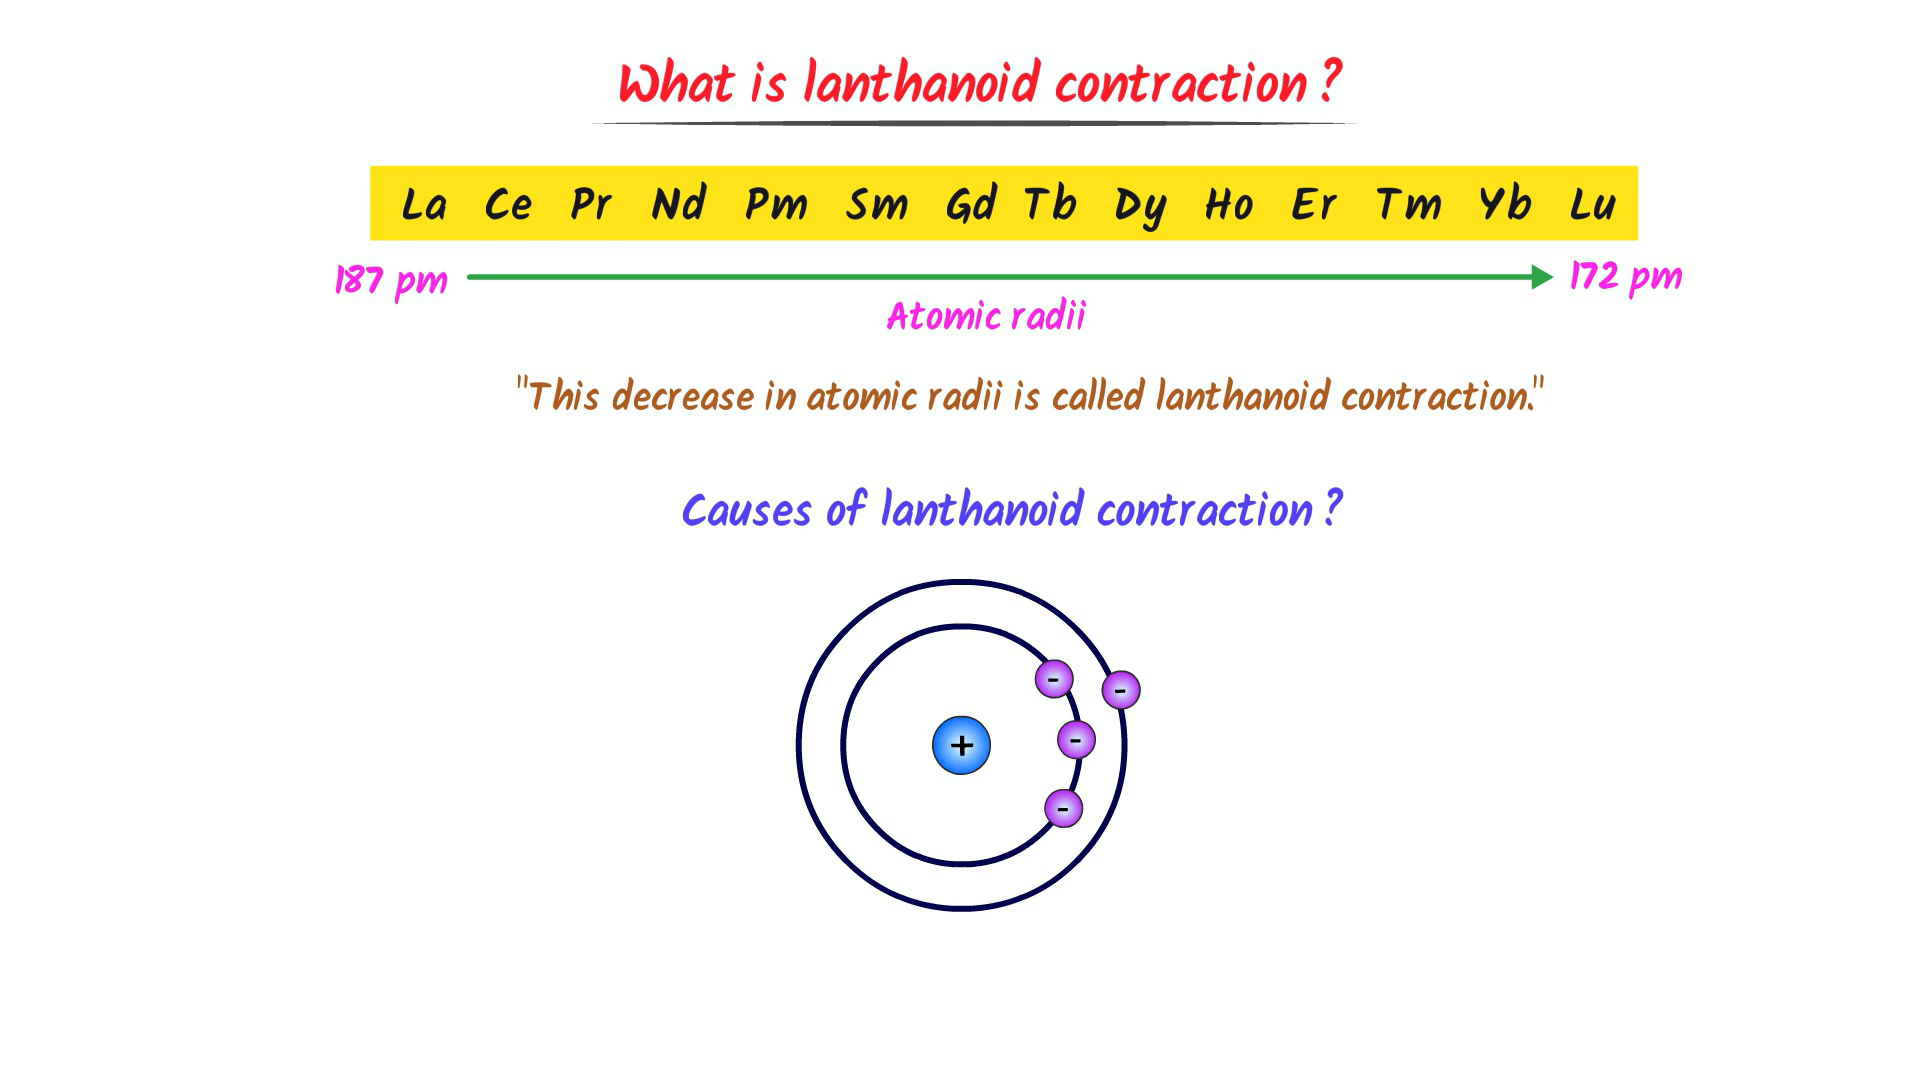 What is lanthanoid contraction ?
La Ce Pr Nd Pm Sm Gd Tb Dy Ho Er Tm Yb Lu
187 pm 172 pm
Atomic radii
"This decrease in atomic radii is called lanthanoid contraction."
Causes of lanthanoid contraction ?
-
-
+
-
-